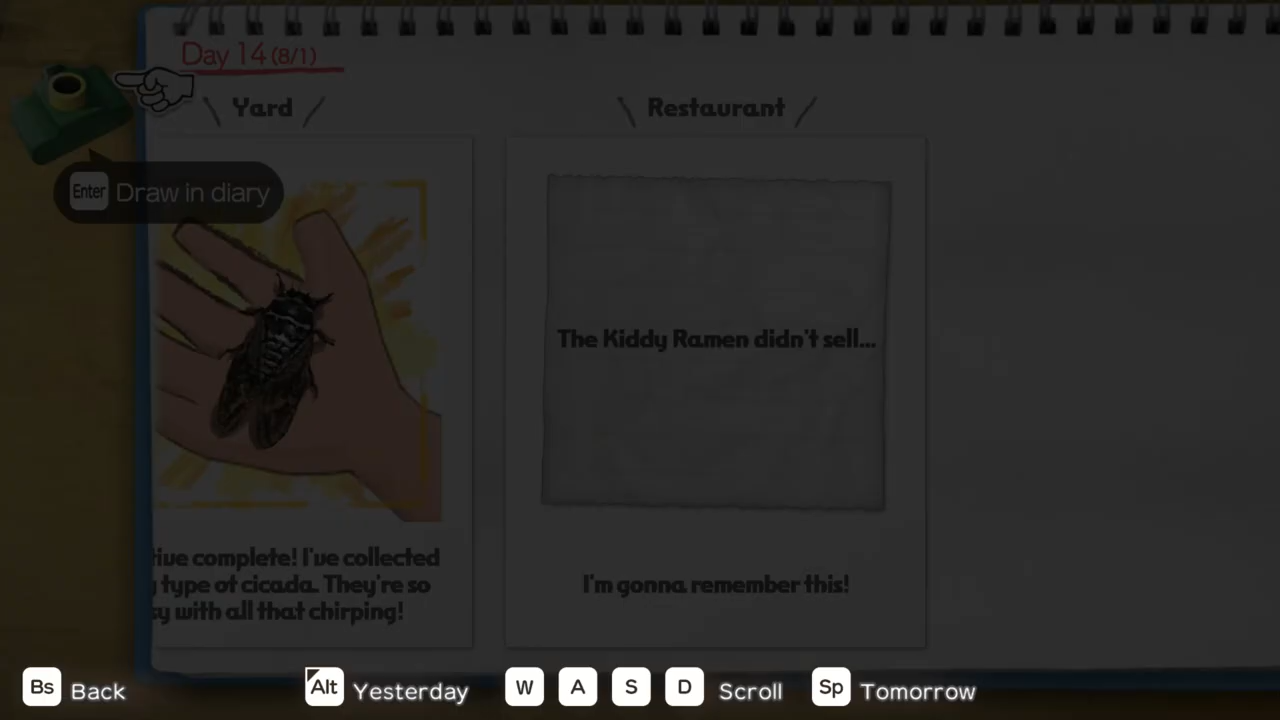 Day 14 (8/1)
Yard
Restaurant
Enter Draw in diary
The Kiddy Ramen didn't sell...
complete! I've collected
type of cicada. They're so
with all that chirping!
I'm gonna remember this!
Bs Back
Alt Yesterday
W A S D Scroll
Sp Tomorrow